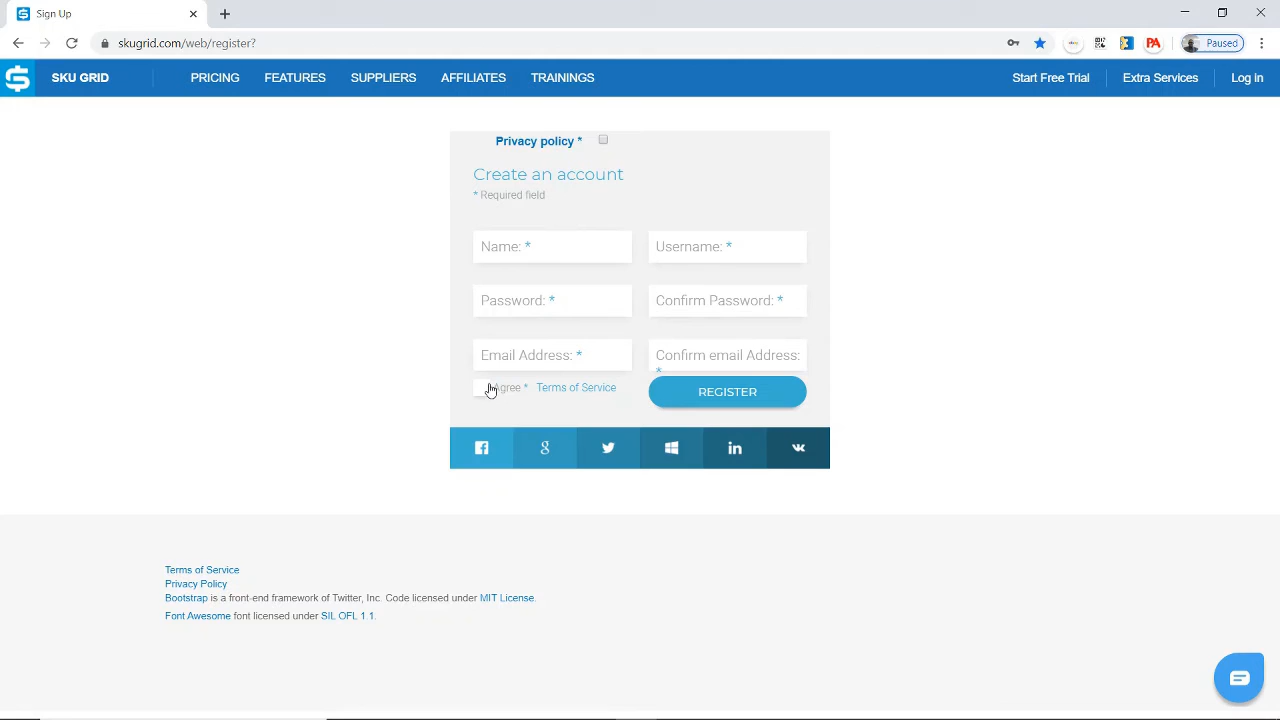 Sign Up
skugrid.com/web/register?
PA
Paused
SKU GRID PRICING FEATURES SUPPLIERS AFFILIATES TRAININGS Start Free Trial Extra Services Log in
Privacy policy *
Create an account
* Required field
Name: * Username: *
Password: * Confirm Password: *
Email Address: * Confirm email Address: *
Agree * Terms of Service REGISTER
Terms of Service
Privacy Policy
Bootstrap is a front-end framework of Twitter, Inc. Code licensed under MIT License.
Font Awesome font licensed under SIL OFL 1.1.